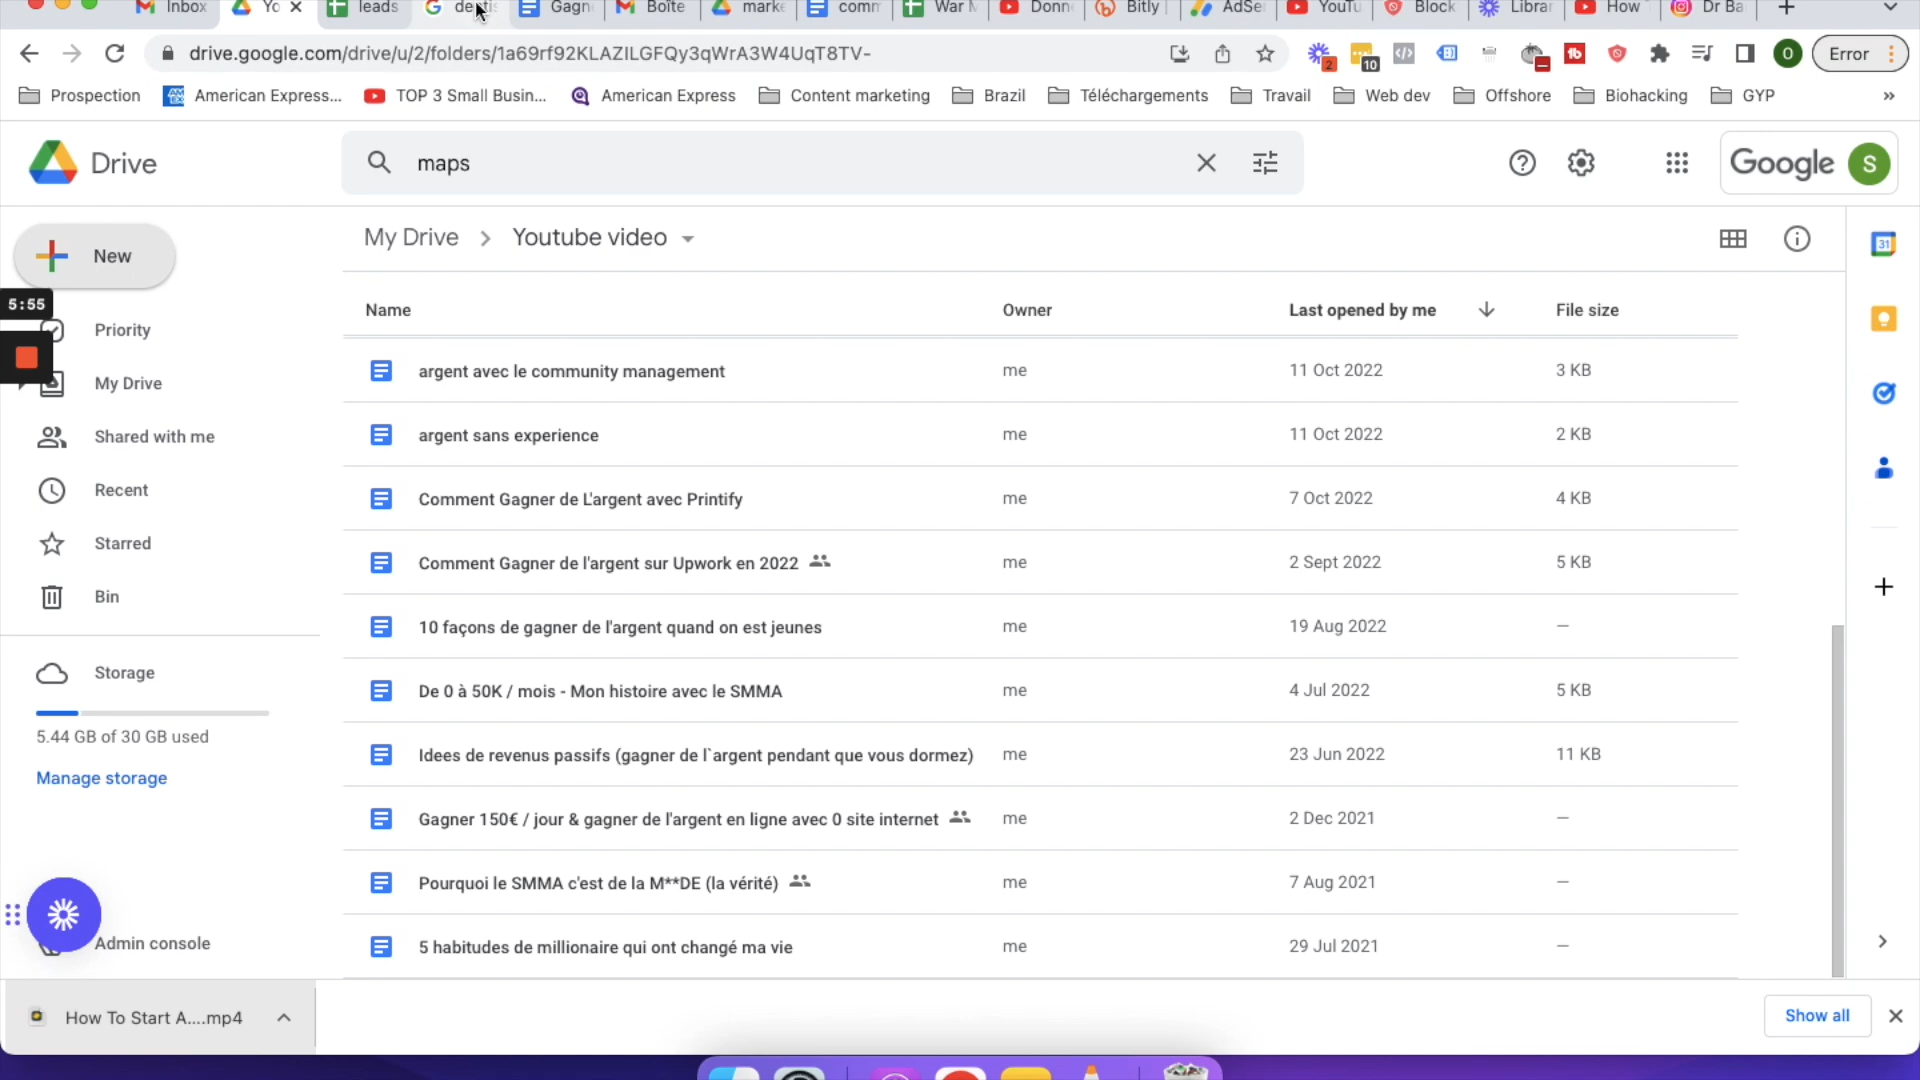 Inbox Yo leads dentis Gagn Boîte marke comm War M Donn Bitly AdSe YouTu Block Librar How Dr Ba
drive.google.com/drive/u/2/folders/1a69rf92KLAZILGFQy3qWrA3W4UqT8TV-
2 10 O Error
Prospection American Express... TOP 3 Small Busin... American Express Content marketing Brazil Téléchargements Travail Web dev Offshore Biohacking GYP »
Drive maps Google S
New My Drive Youtube video
5:55
Name Owner Last opened by me File size
Priority
My Drive
Shared with me
Recent
Starred
Bin
Storage
5.44 GB of 30 GB used
Manage storage
Admin console
argent avec le community management me 11 Oct 2022 3 KB
argent sans experience me 11 Oct 2022 2 KB
Comment Gagner de L'argent avec Printify me 7 Oct 2022 4 KB
Comment Gagner de l'argent sur Upwork en 2022 me 2 Sept 2022 5 KB
10 façons de gagner de l'argent quand on est jeunes me 19 Aug 2022 —
De 0 à 50K / mois - Mon histoire avec le SMMA me 4 Jul 2022 5 KB
Idees de revenus passifs (gagner de l`argent pendant que vous dormez) me 23 Jun 2022 11 KB
Gagner 150€ / jour & gagner de l'argent en ligne avec 0 site internet me 2 Dec 2021 —
Pourquoi le SMMA c'est de la M**DE (la vérité) me 7 Aug 2021 —
5 habitudes de millionaire qui ont changé ma vie me 29 Jul 2021 —
31
How To Start A....mp4 Show all